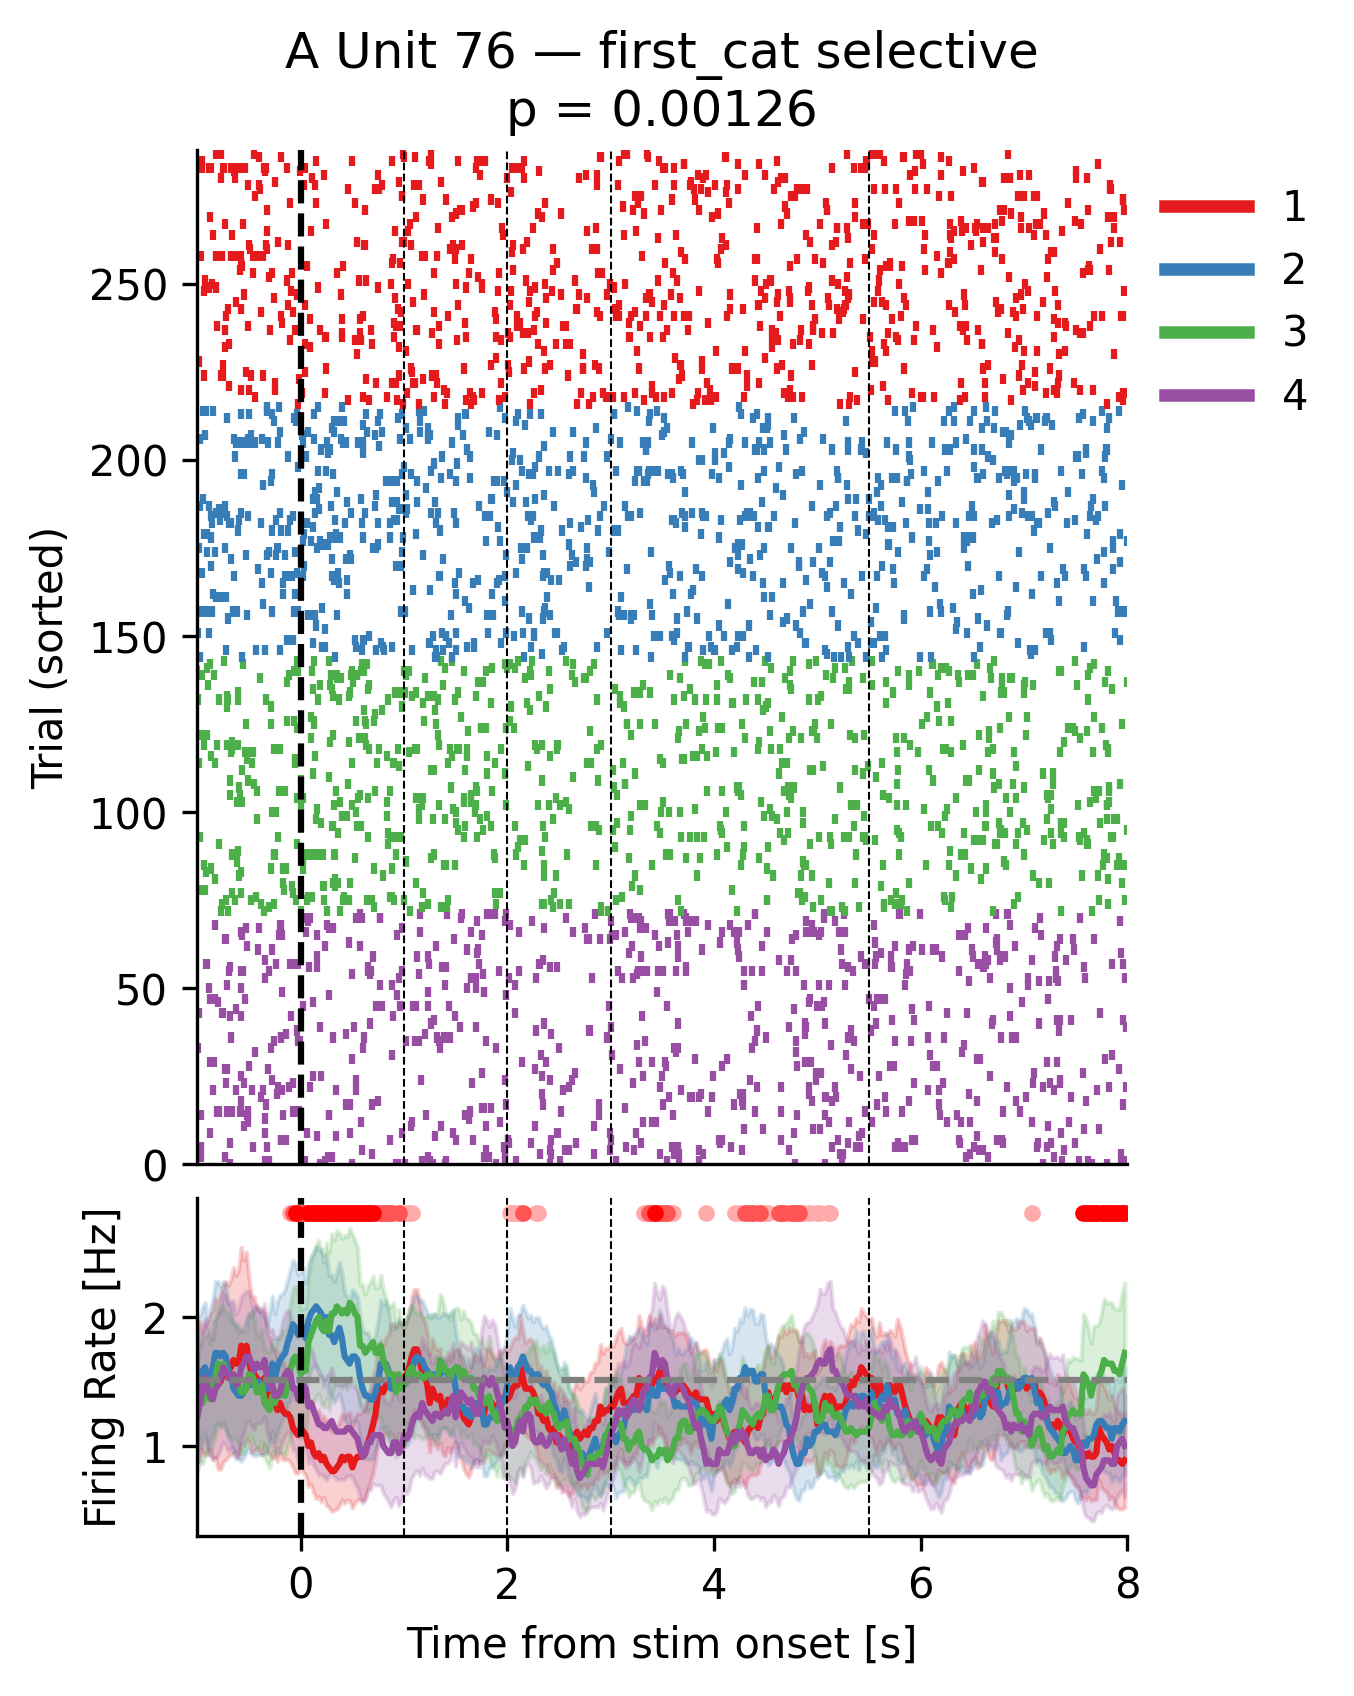 A Unit 76 — first_cat selective
p = 0.00126
1
2
3
4
Trial (sorted)
250
200
150
100
50
0
Firing Rate [Hz]
2
1
0 2 4 6 8
Time from stim onset [s]